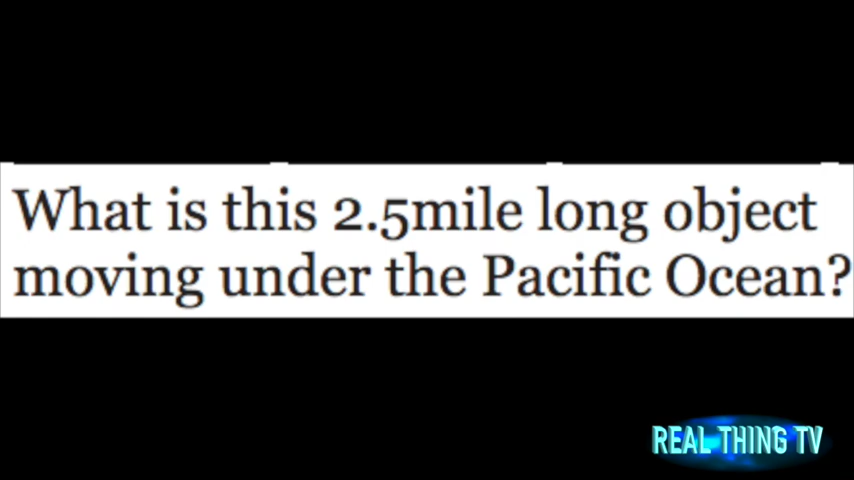 What is this 2.5mile long object
moving under the Pacific Ocean?
REAL THING TV